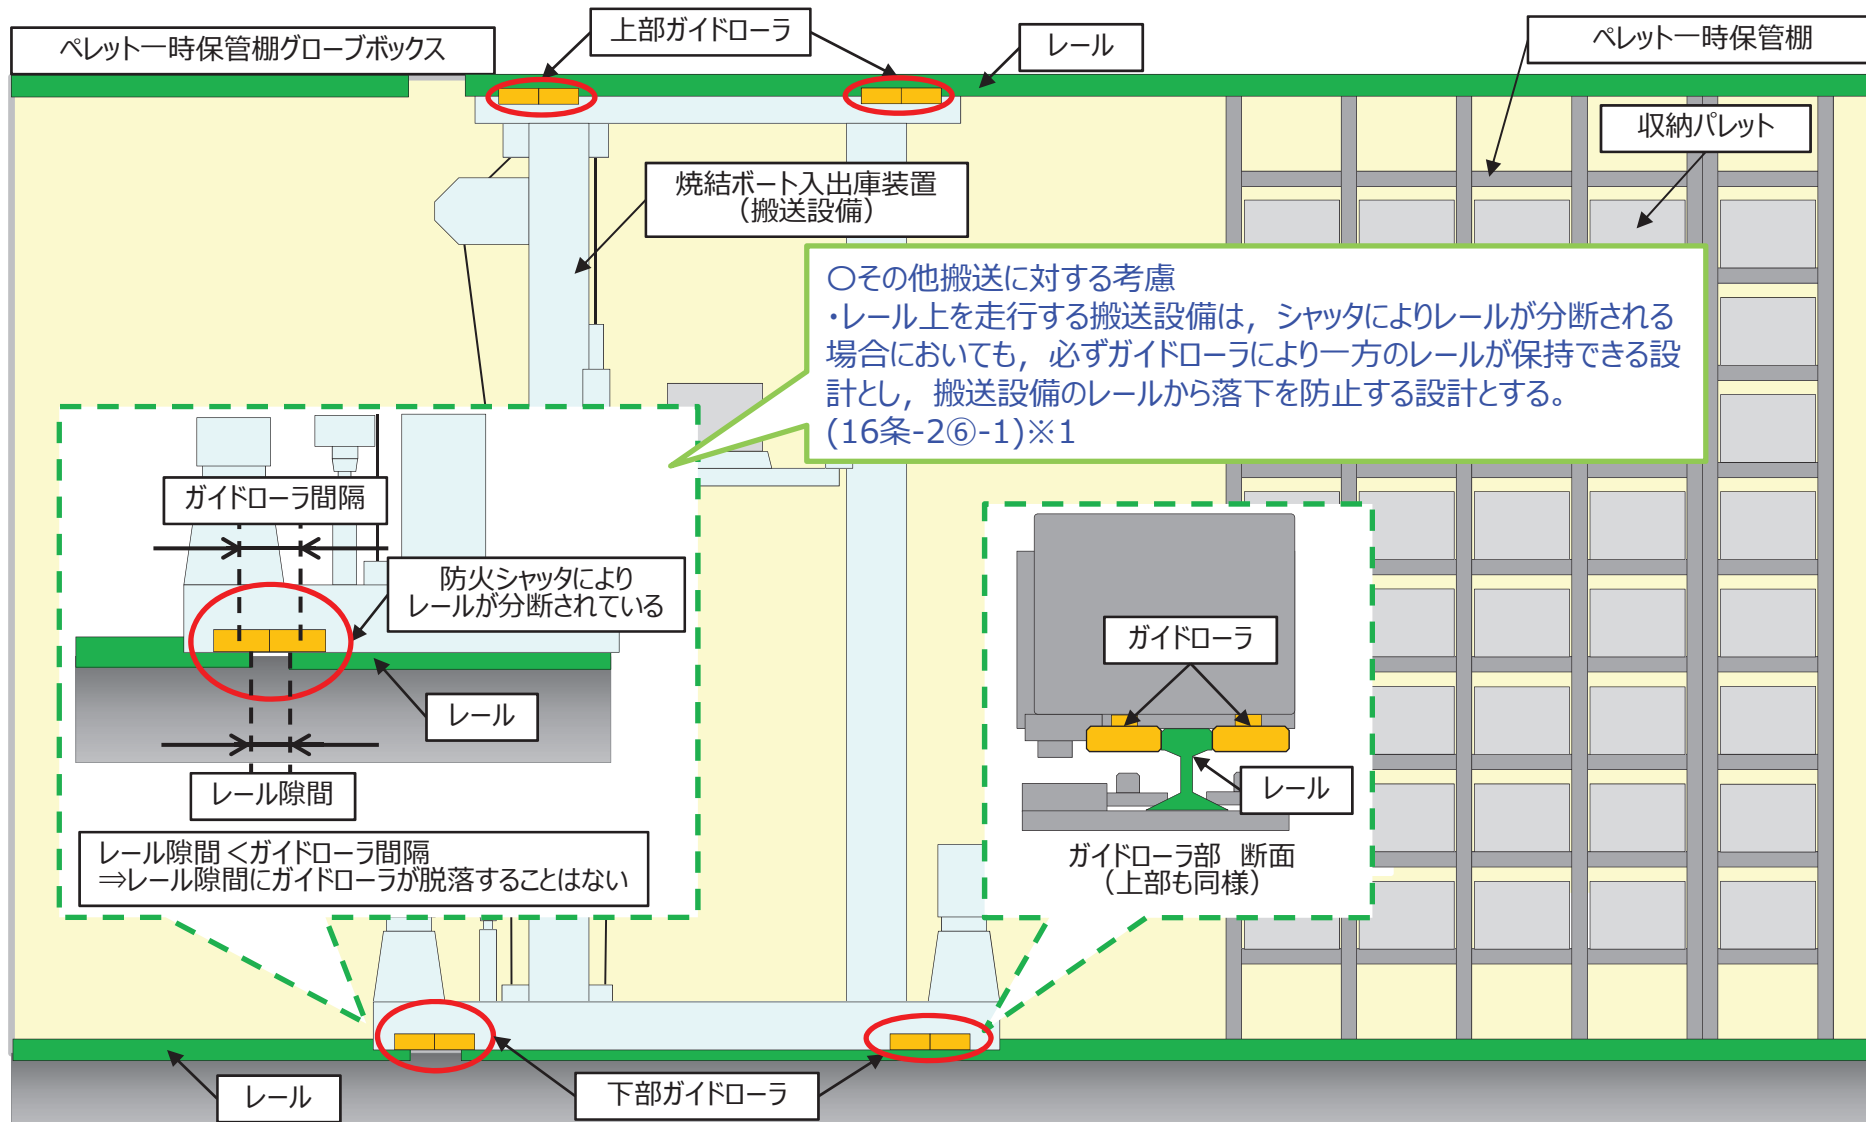 ペレット一時保管棚グローブボックス
上部ガイドローラ
レール
ペレット一時保管棚
収納パレット
焼結ボート入出庫装置
（搬送設備）
〇その他搬送に対する考慮
・レール上を走行する搬送設備は，シャッタによりレールが分断される
場合においても，必ずガイドローラにより一方のレールが保持できる設
計とし，搬送設備のレールから落下を防止する設計とする。
(16条-2⑥-1)※1
ガイドローラ間隔
防火シャッタにより
レールが分断されている
レール
レール隙間
レール隙間＜ガイドローラ間隔
⇒レール隙間にガイドローラが脱落することはない
ガイドローラ
レール
ガイドローラ部 断面
（上部も同様）
レール
下部ガイドローラ